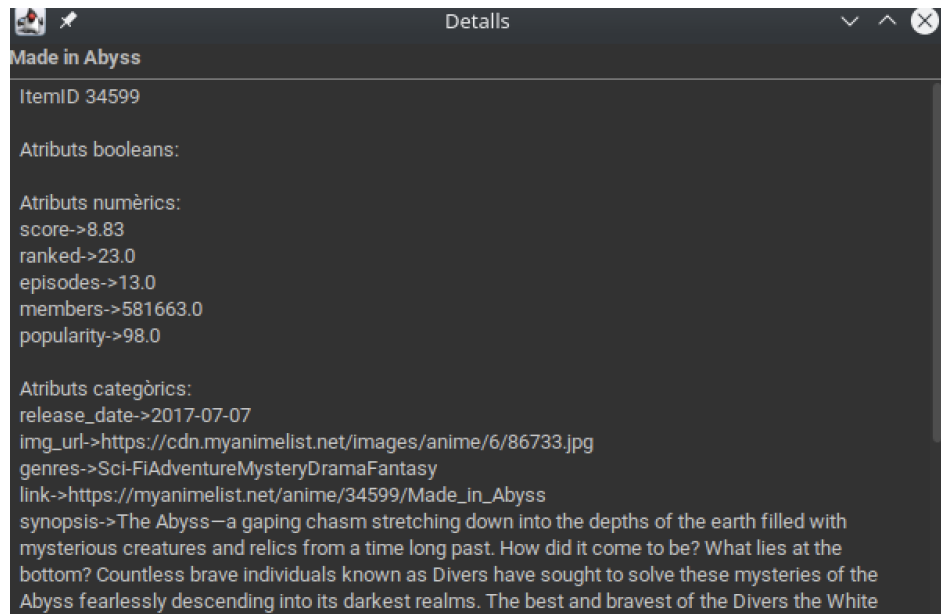 Detalls
Made in Abyss
ItemID 34599
Atributs booleans:
Atributs numèrics:
score->8.83
ranked->23.0
episodes->13.0
members->581663.0
popularity->98.0
Atributs categòrics:
release_date->2017-07-07
img_url->https://cdn.myanimelist.net/images/anime/6/86733.jpg
genres->Sci-FiAdventureMysteryDramaFantasy
link->https://myanimelist.net/anime/34599/Made_in_Abyss
synopsis->The Abyss—a gaping chasm stretching down into the depths of the earth filled with
mysterious creatures and relics from a time long past. How did it come to be? What lies at the
bottom? Countless brave individuals known as Divers have sought to solve these mysteries of the
Abyss fearlessly descending into its darkest realms. The best and bravest of the Divers the White